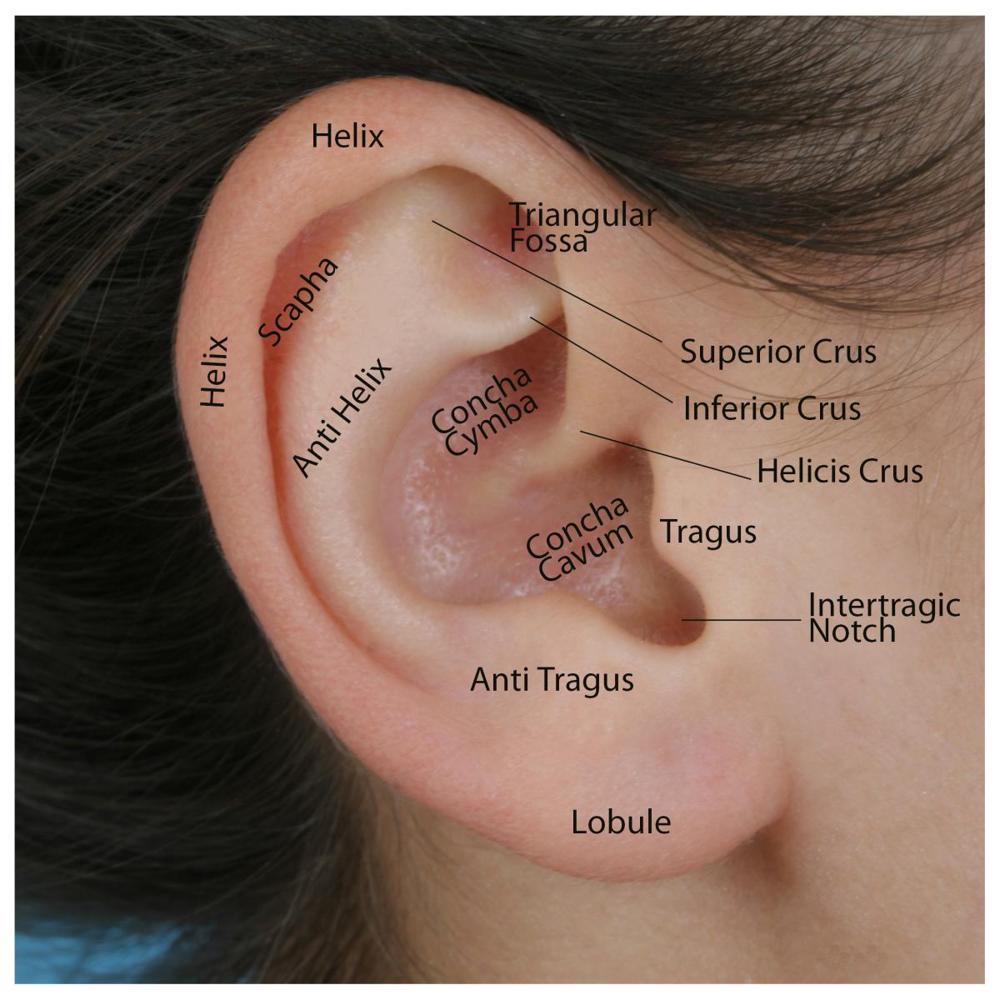 Helix
Triangular
Fossa
Scapha
Superior Crus
Helix
Anti Helix
Concha
Cymba
Inferior Crus
Helicis Crus
Concha
Cavum
Tragus
Intertragic
Notch
Anti Tragus
Lobule